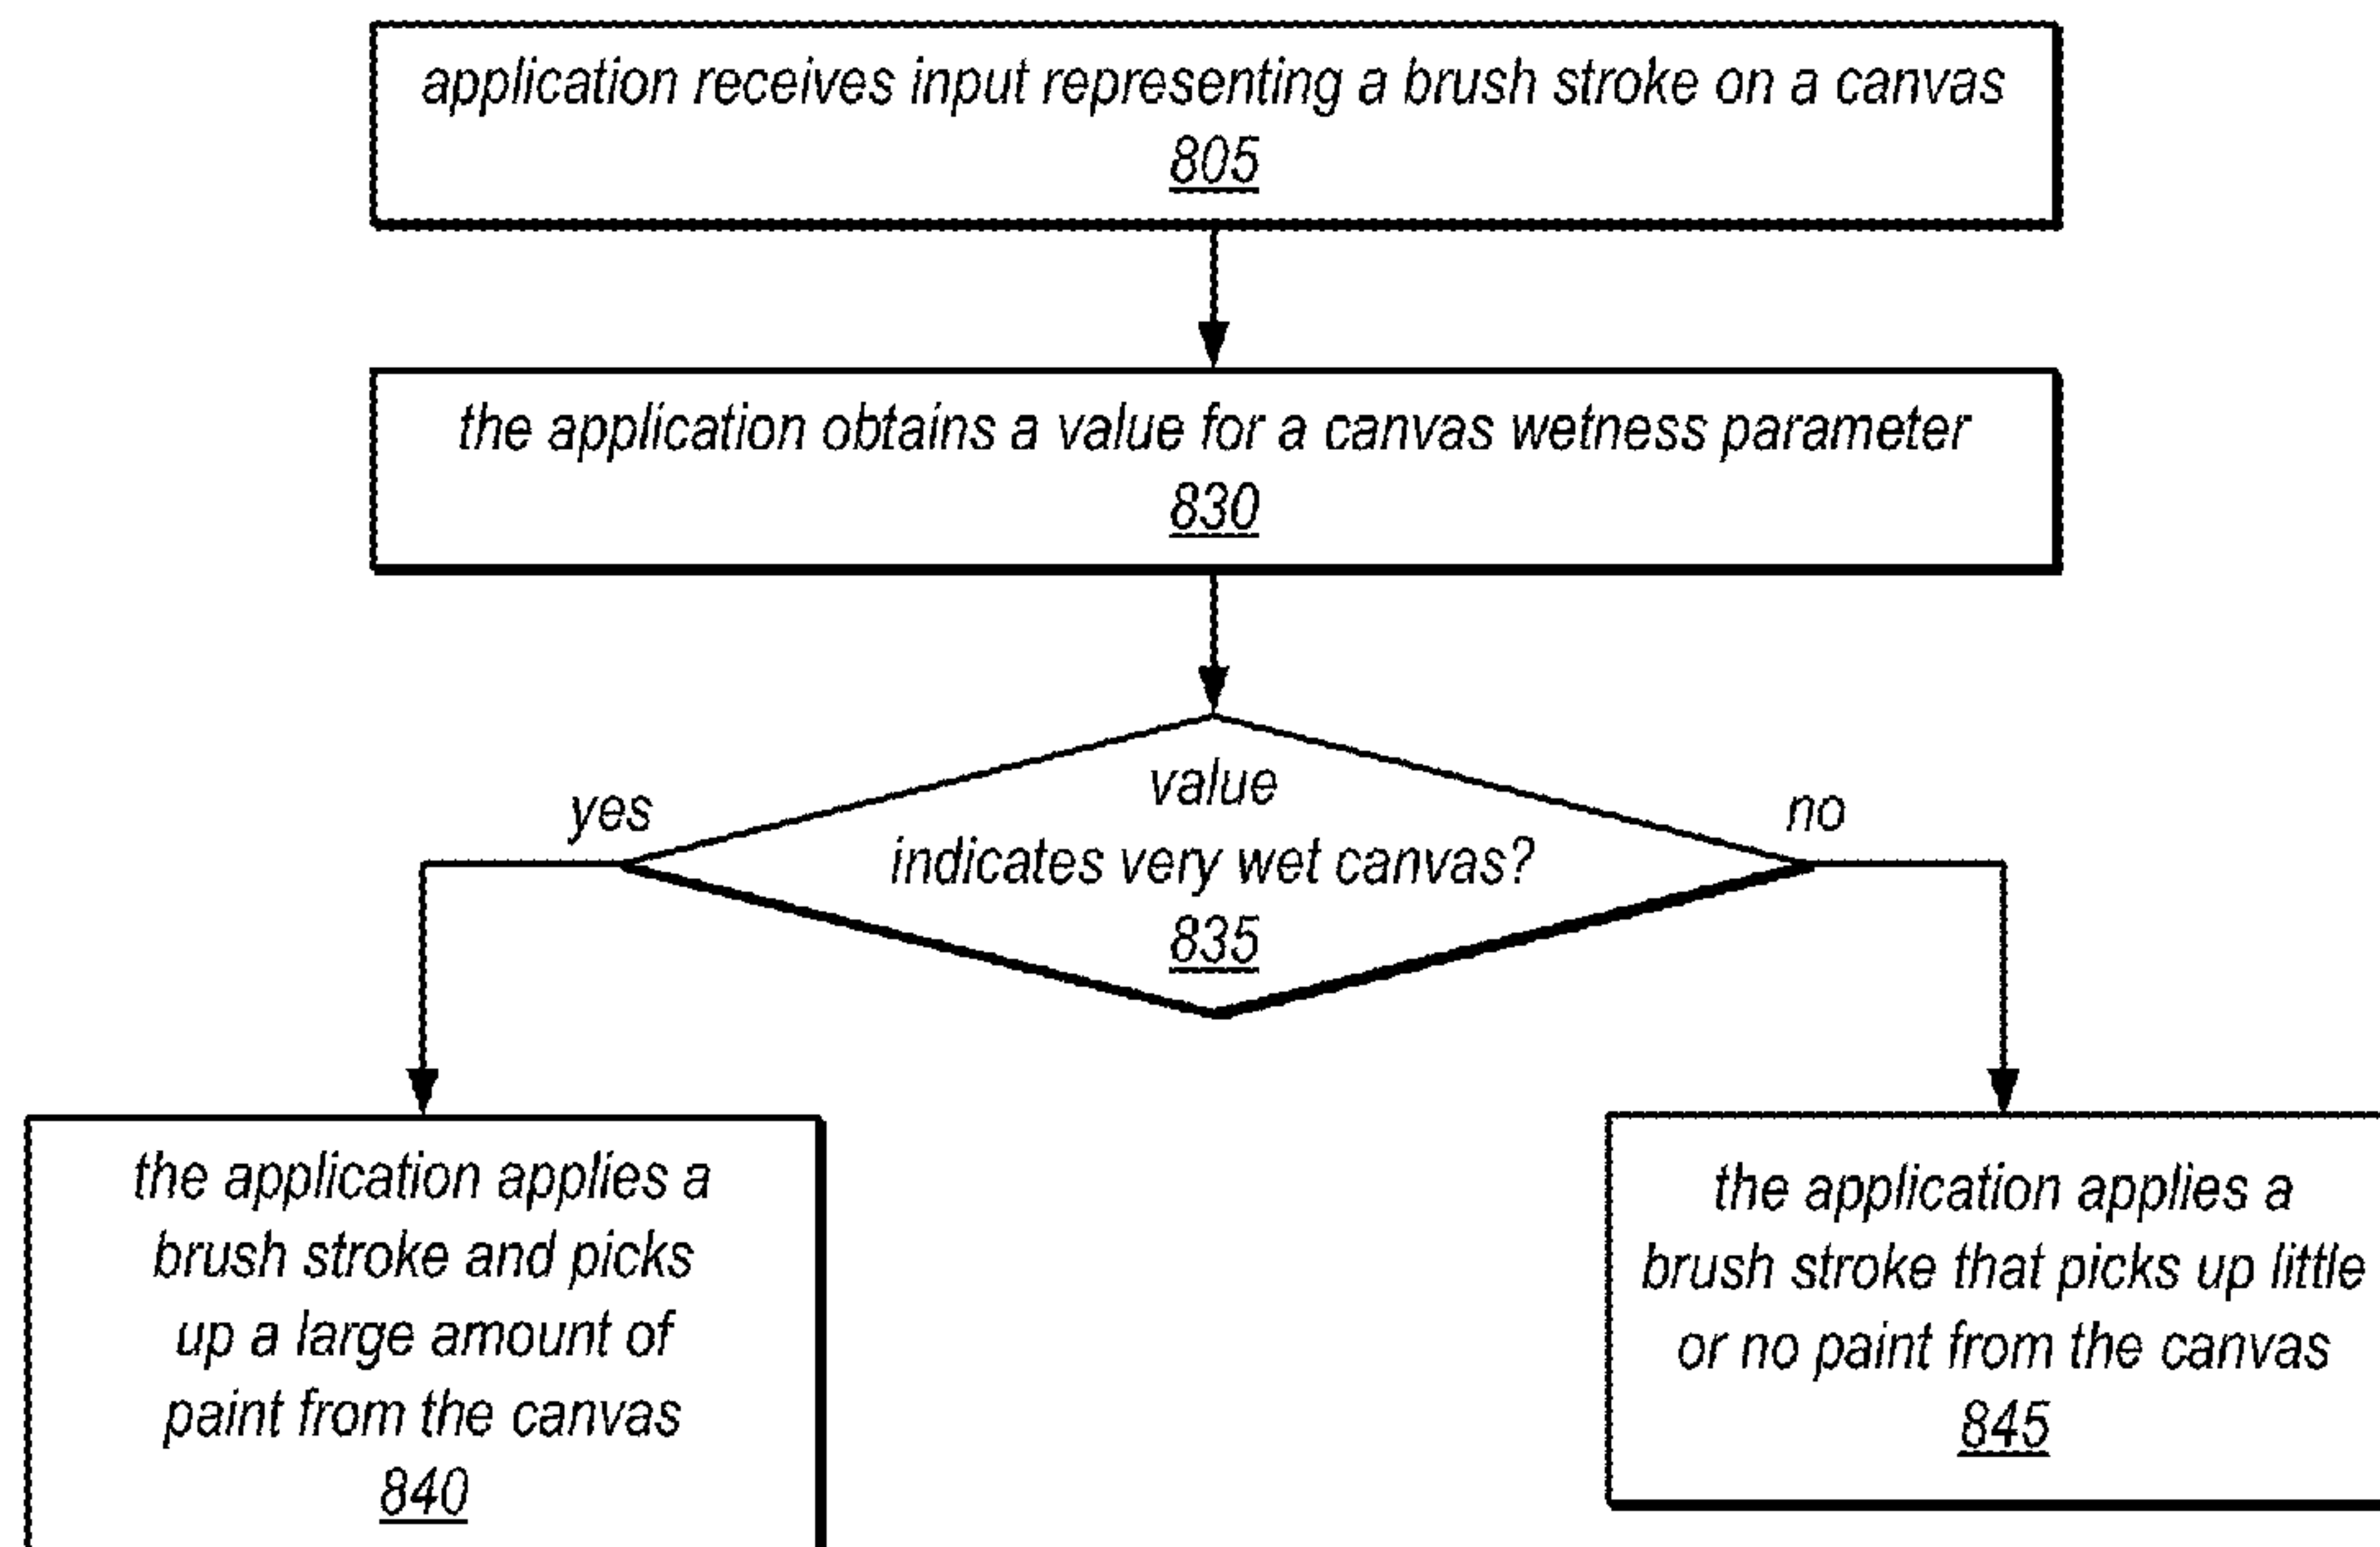 application receives input representing a brush stroke on a canvas
805
the application obtains a value for a canvas wetness parameter
830
value
indicates very wet canvas?
835
yes
no
the application applies a
brush stroke and picks
up a large amount of
paint from the canvas
840
the application applies a
brush stroke that picks up little
or no paint from the canvas
845